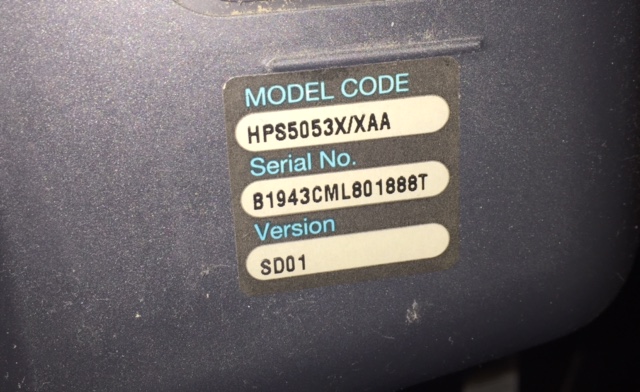 MODEL CODE
HPS5053X/XAA
Serial No.
B1943CML801888T
Version
SD01